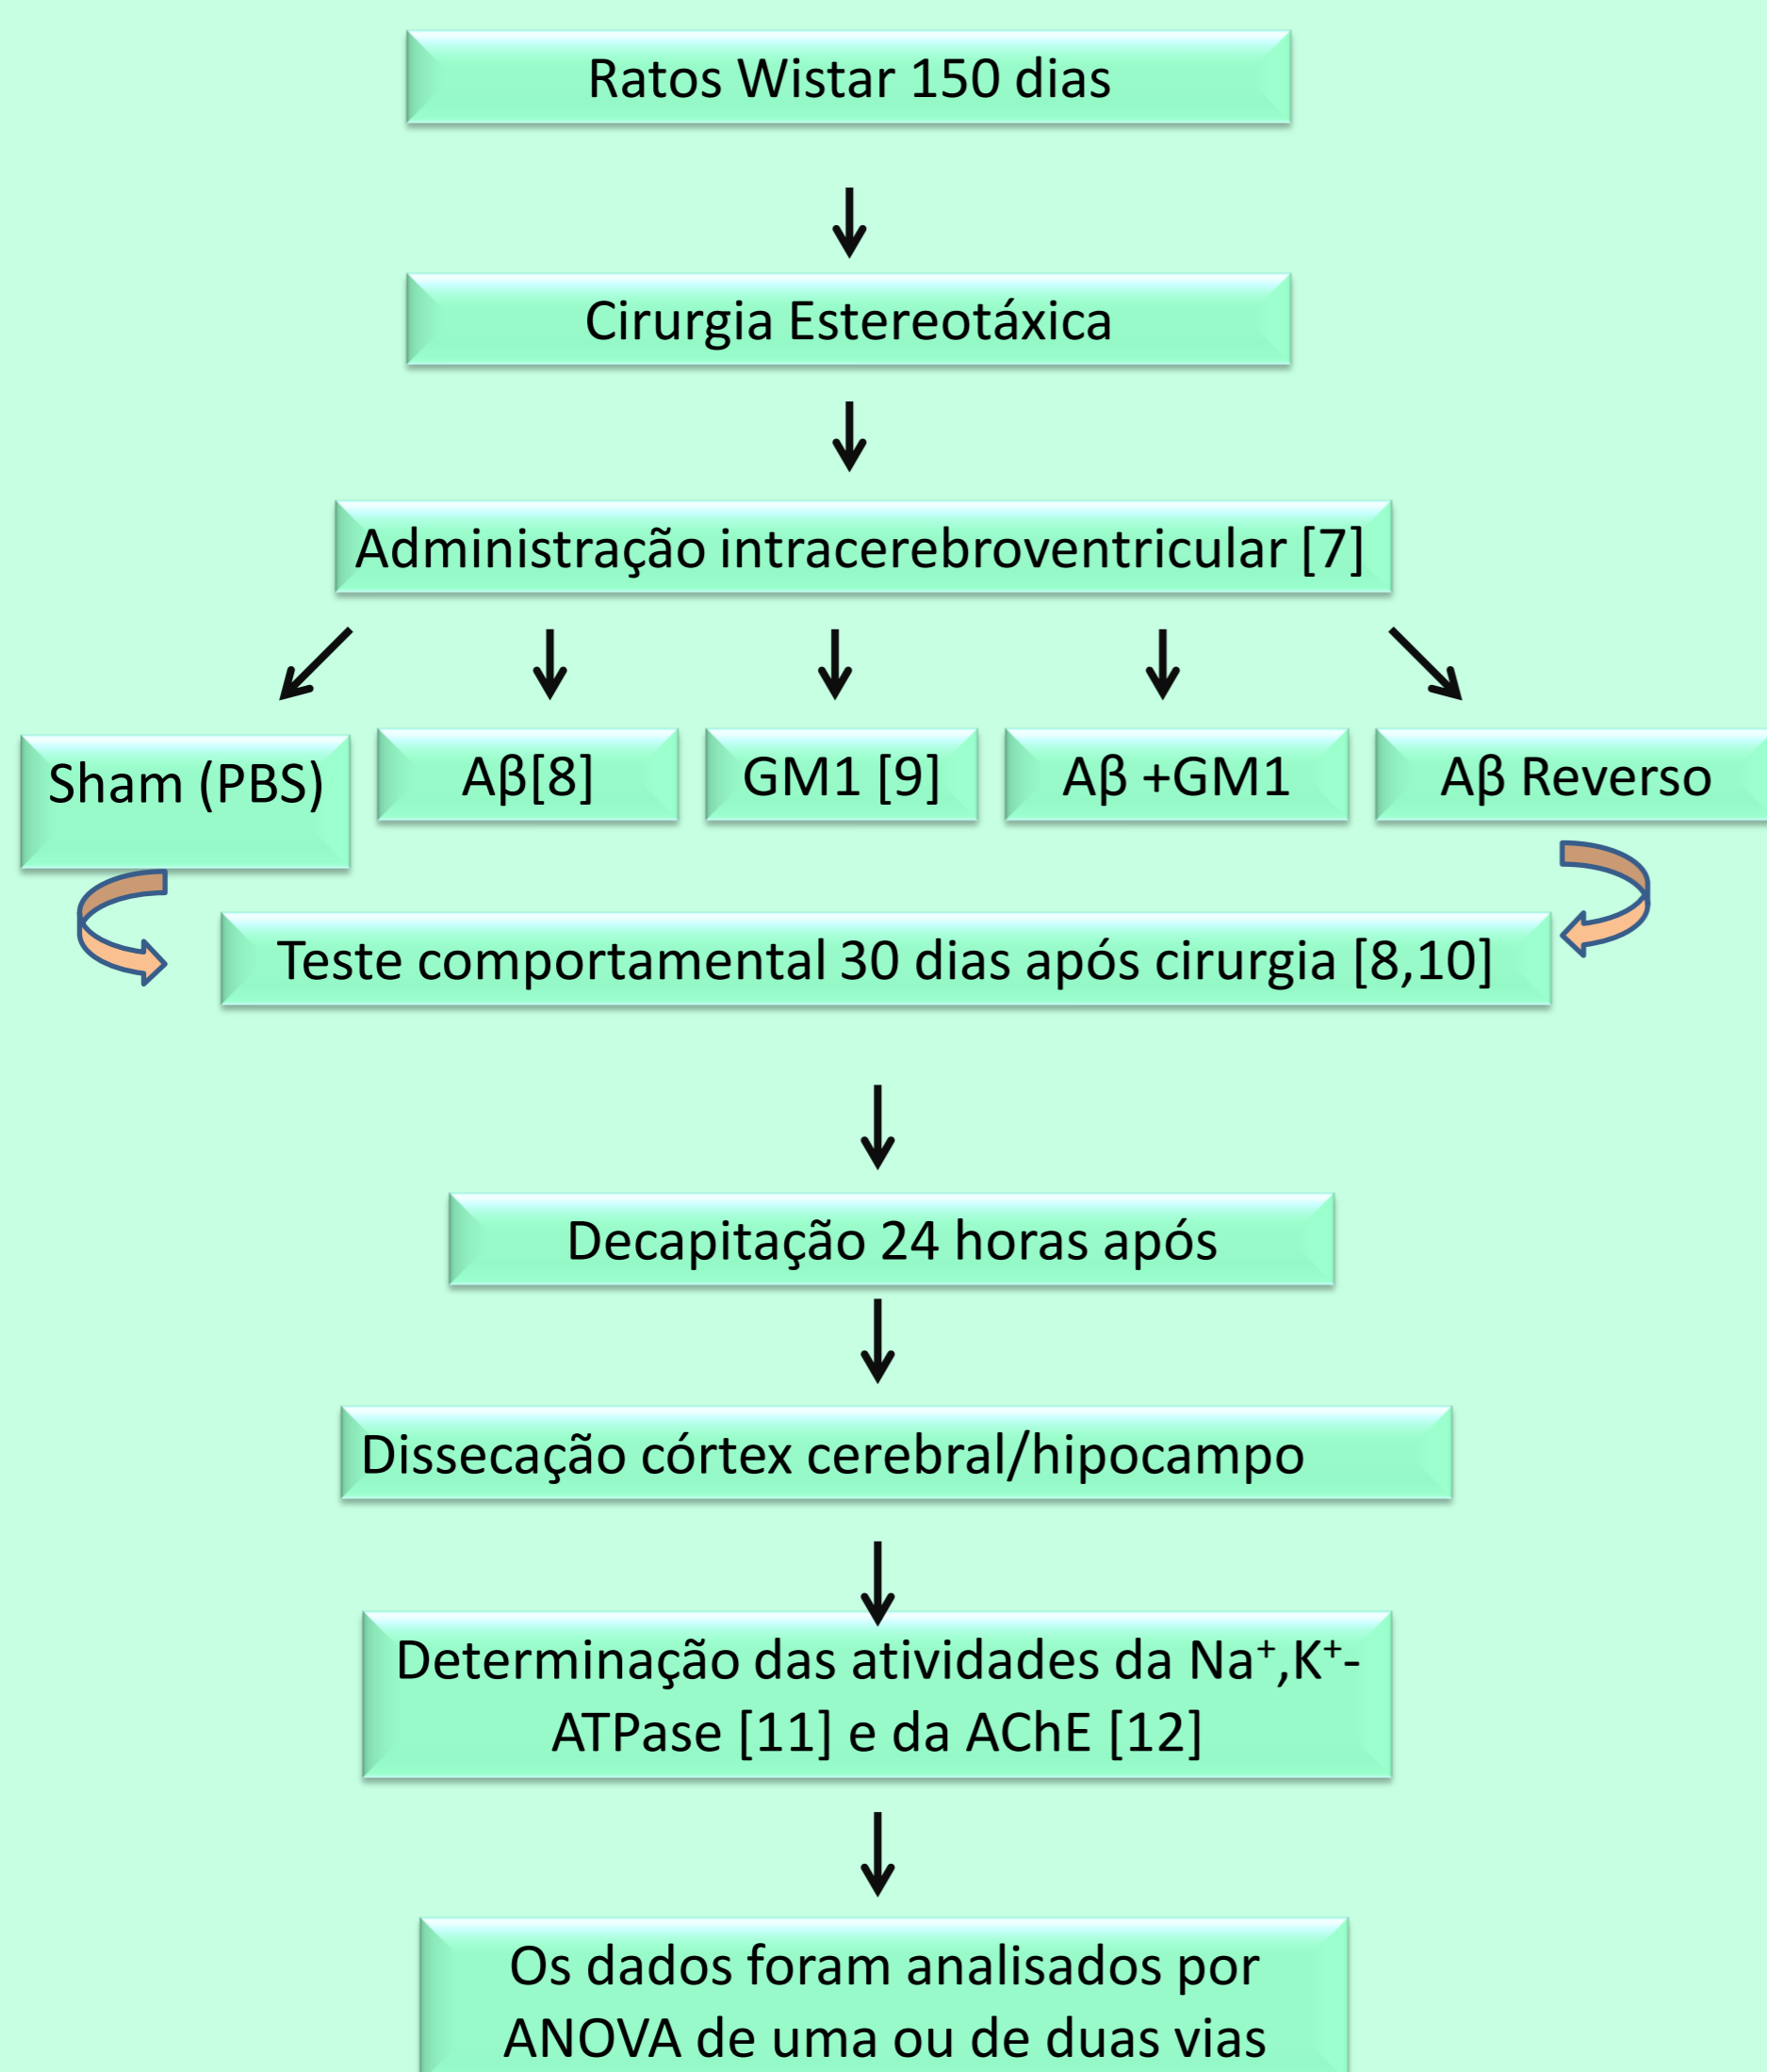 Ratos Wistar 150 dias
Cirurgia Estereotáxica
Administração intracerebroventricular [7]
Sham (PBS)
Aβ[8]
GM1 [9]
Aβ +GM1
Aβ Reverso
Teste comportamental 30 dias após cirurgia [8,10]
Decapitação 24 horas após
Dissecação córtex cerebral/hipocampo
Determinação das atividades da Na⁺,K⁺-
ATPase [11] e da AChE [12]
Os dados foram analisados por
ANOVA de uma ou de duas vias